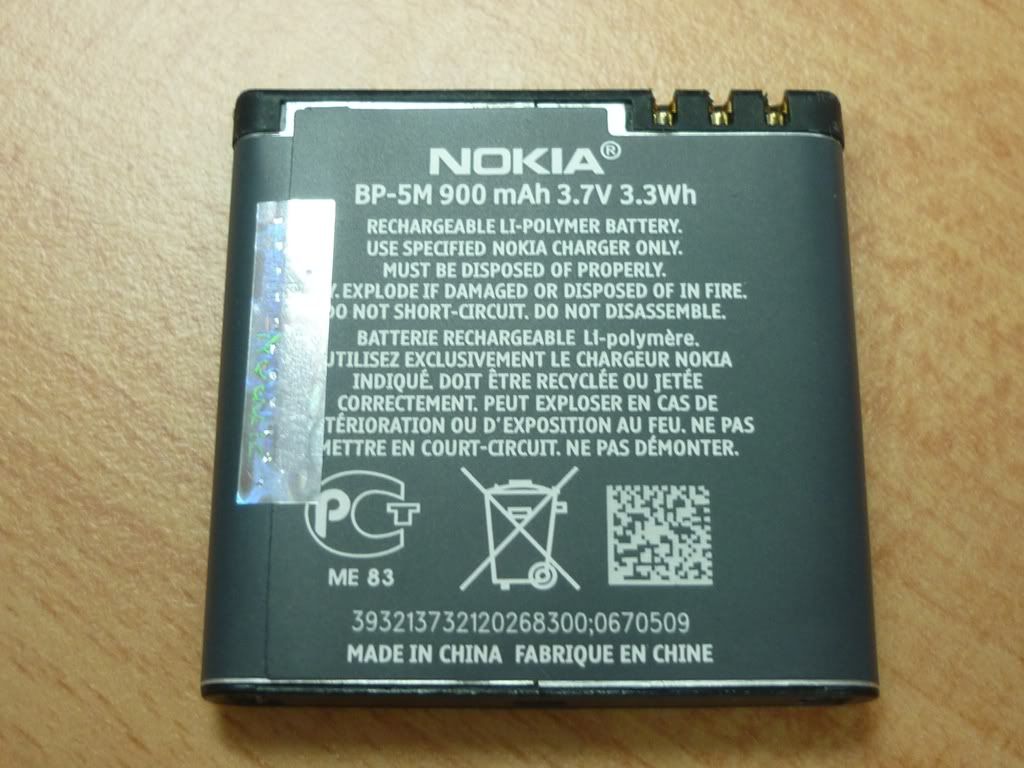 NOKIA®
BP-5M 900 mAh 3.7V 3.3Wh
RECHARGEABLE LI-POLYMER BATTERY.
USE SPECIFIED NOKIA CHARGER ONLY.
MUST BE DISPOSED OF PROPERLY.
EXPLODE IF DAMAGED OR DISPOSED OF IN FIRE.
DO NOT SHORT-CIRCUIT. DO NOT DISASSEMBLE.
BATTERIE RECHARGEABLE Li-polymère.
UTILISEZ EXCLUSIVEMENT LE CHARGEUR NOKIA
INDIQUÉ. DOIT ÊTRE RECYCLÉE OU JETÉE
CORRECTEMENT. PEUT EXPLOSER EN CAS DE
TÉRIORATION OU D'EXPOSITION AU FEU. NE PAS
METTRE EN COURT-CIRCUIT. NE PAS DÉMONTER.
PCT
ME 83
393213732120268300;0670509
MADE IN CHINA FABRIQUE EN CHINE